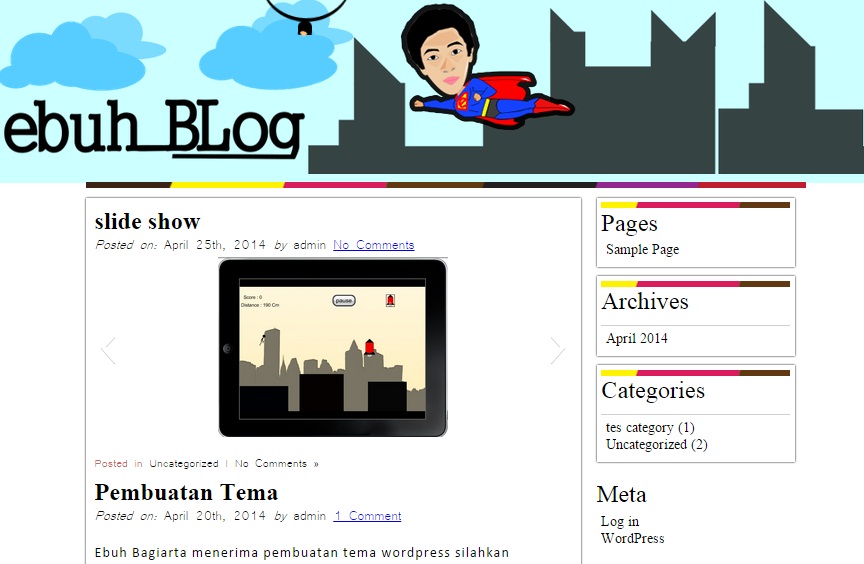 ebuh BLog
slide show
Posted on: April 25th, 2014 by admin No Comments
Score : 0
Distance : 190 Cm
pause
Posted in Uncategorized | No Comments »
Pembuatan Tema
Posted on: April 20th, 2014 by admin 1 Comment
Ebuh Bagiarta menerima pembuatan tema wordpress silahkan
Pages
Sample Page
Archives
April 2014
Categories
tes category (1)
Uncategorized (2)
Meta
Log in
WordPress